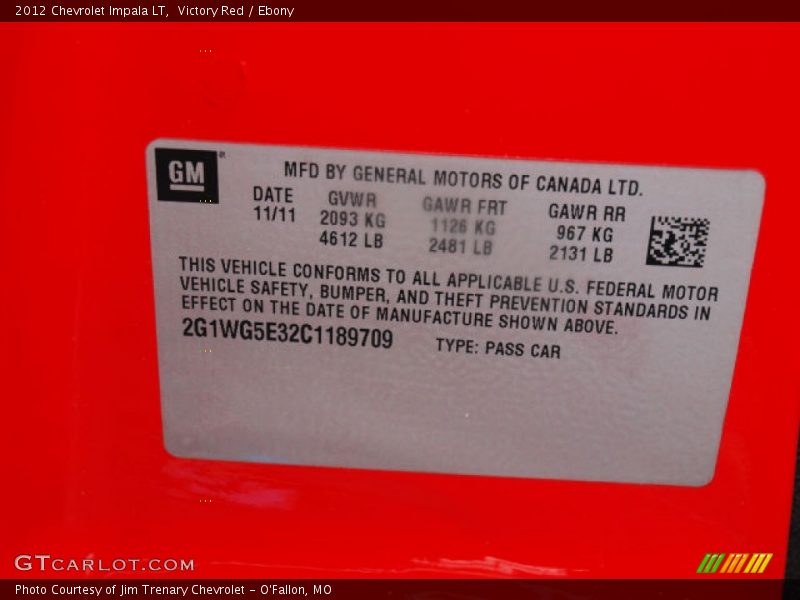 2012 Chevrolet Impala LT, Victory Red / Ebony
GM
MFD BY GENERAL MOTORS OF CANADA LTD.
DATE GVWR GAWR FRT GAWR RR
11/11 2093 KG 1126 KG 967 KG
4612 LB 2481 LB 2131 LB
THIS VEHICLE CONFORMS TO ALL APPLICABLE U.S. FEDERAL MOTOR
VEHICLE SAFETY, BUMPER, AND THEFT PREVENTION STANDARDS IN
EFFECT ON THE DATE OF MANUFACTURE SHOWN ABOVE.
2G1WG5E32C1189709 TYPE: PASS CAR
GTCARLOT.COM
Photo Courtesy of Jim Trenary Chevrolet - O'Fallon, MO